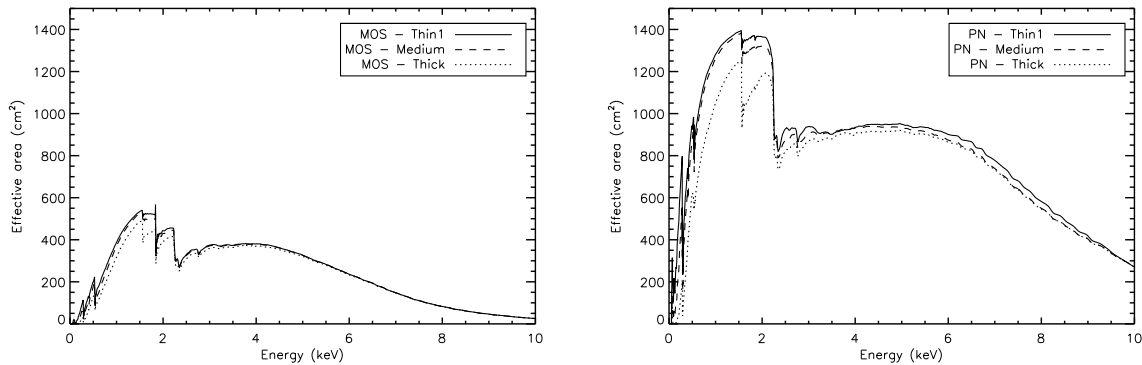 1400
1200
1000
800
600
400
200
0
Effective area (cm²)
MOS – Thin1
MOS – Medium
MOS – Thick
0 2 4 6 8 10
Energy (keV)
1400
1200
1000
800
600
400
200
0
Effective area (cm²)
PN – Thin1
PN – Medium
PN – Thick
0 2 4 6 8 10
Energy (keV)